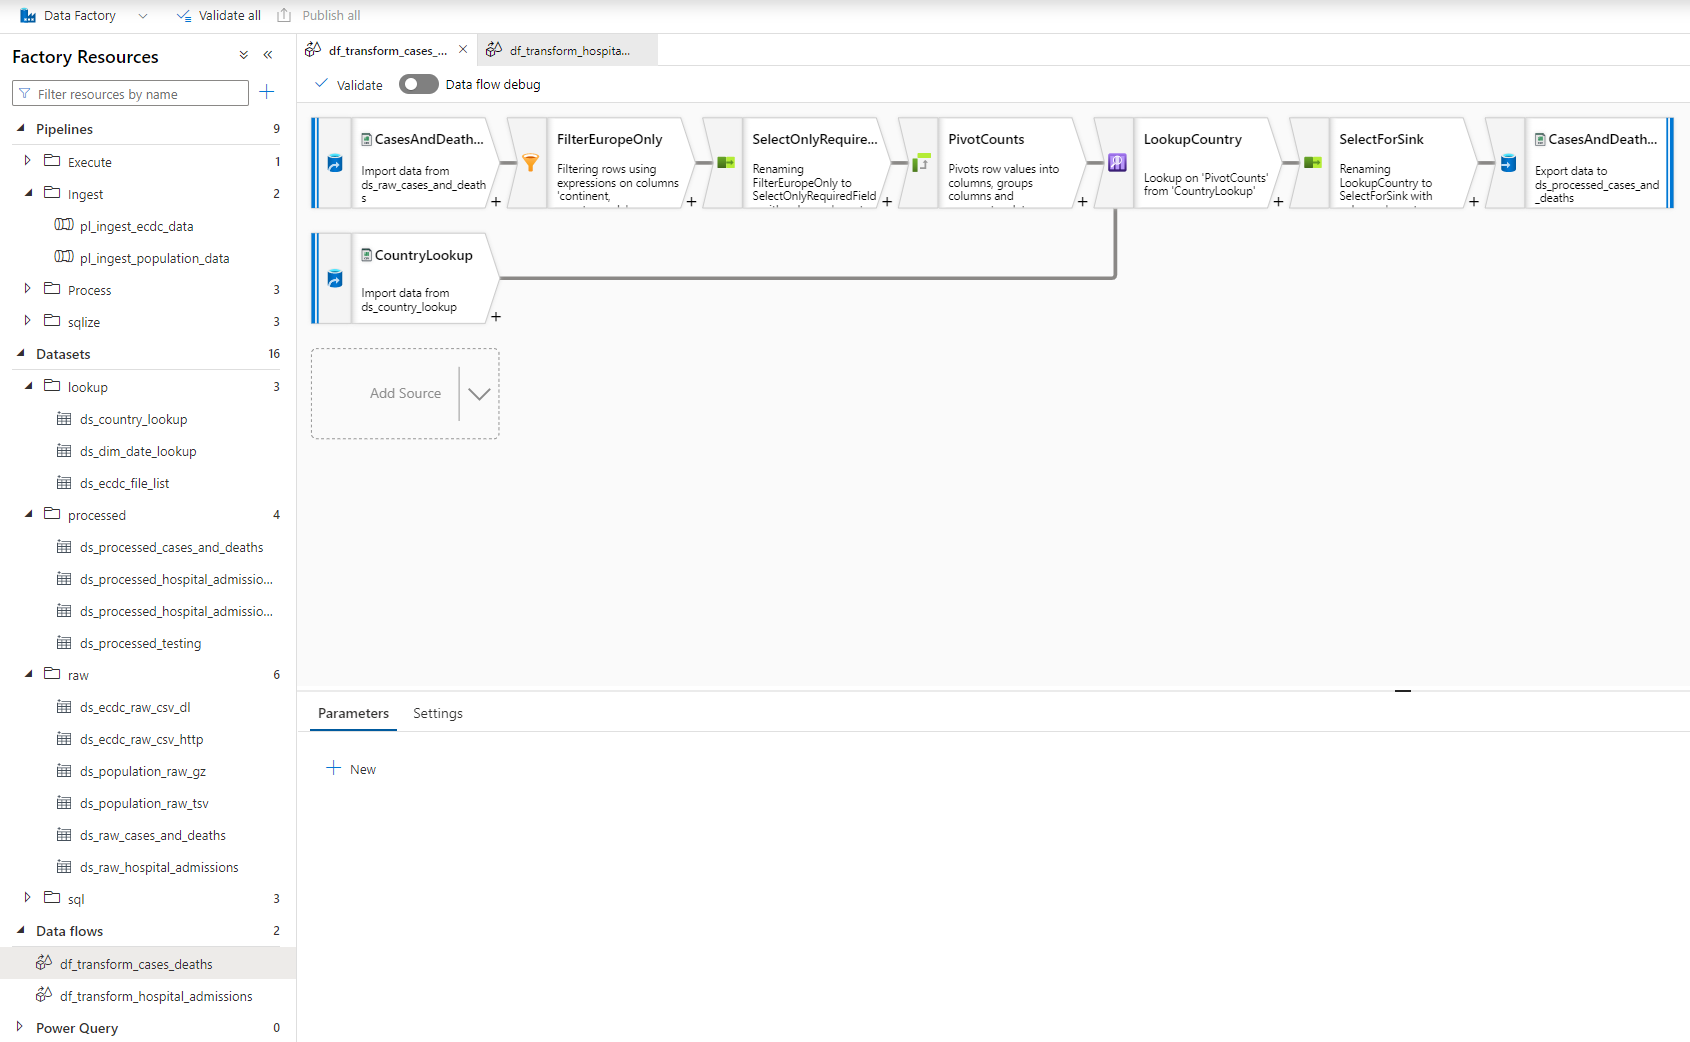 Data Factory
Validate all
Publish all
Factory Resources
Filter resources by name
Pipelines 9
Execute 1
Ingest 2
pl_ingest_ecdc_data
pl_ingest_population_data
Process 3
sqlize 3
Datasets 16
lookup 3
ds_country_lookup
ds_dim_date_lookup
ds_ecdc_file_list
processed 4
ds_processed_cases_and_deaths
ds_processed_hospital_admissio...
ds_processed_hospital_admissio...
ds_processed_testing
raw 6
ds_ecdc_raw_csv_dl
ds_ecdc_raw_csv_http
ds_population_raw_gz
ds_population_raw_tsv
ds_raw_cases_and_deaths
ds_raw_hospital_admissions
sql 3
Data flows 2
df_transform_cases_deaths
df_transform_hospital_admissions
Power Query 0
df_transform_cases_...
df_transform_hospita...
Validate
Data flow debug
CasesAndDeath...
Import data from
ds_raw_cases_and_death
s
FilterEuropeOnly
Filtering rows using
expressions on columns
'continent,
SelectOnlyRequire...
Renaming
FilterEuropeOnly to
SelectOnlyRequiredField
PivotCounts
Pivots row values into
columns, groups
columns and
LookupCountry
Lookup on 'PivotCounts'
from 'CountryLookup'
SelectForSink
Renaming
LookupCountry to
SelectForSink with
CasesAndDeath...
Export data to
ds_processed_cases_and
_deaths
CountryLookup
Import data from
ds_country_lookup
Add Source
Parameters
Settings
New